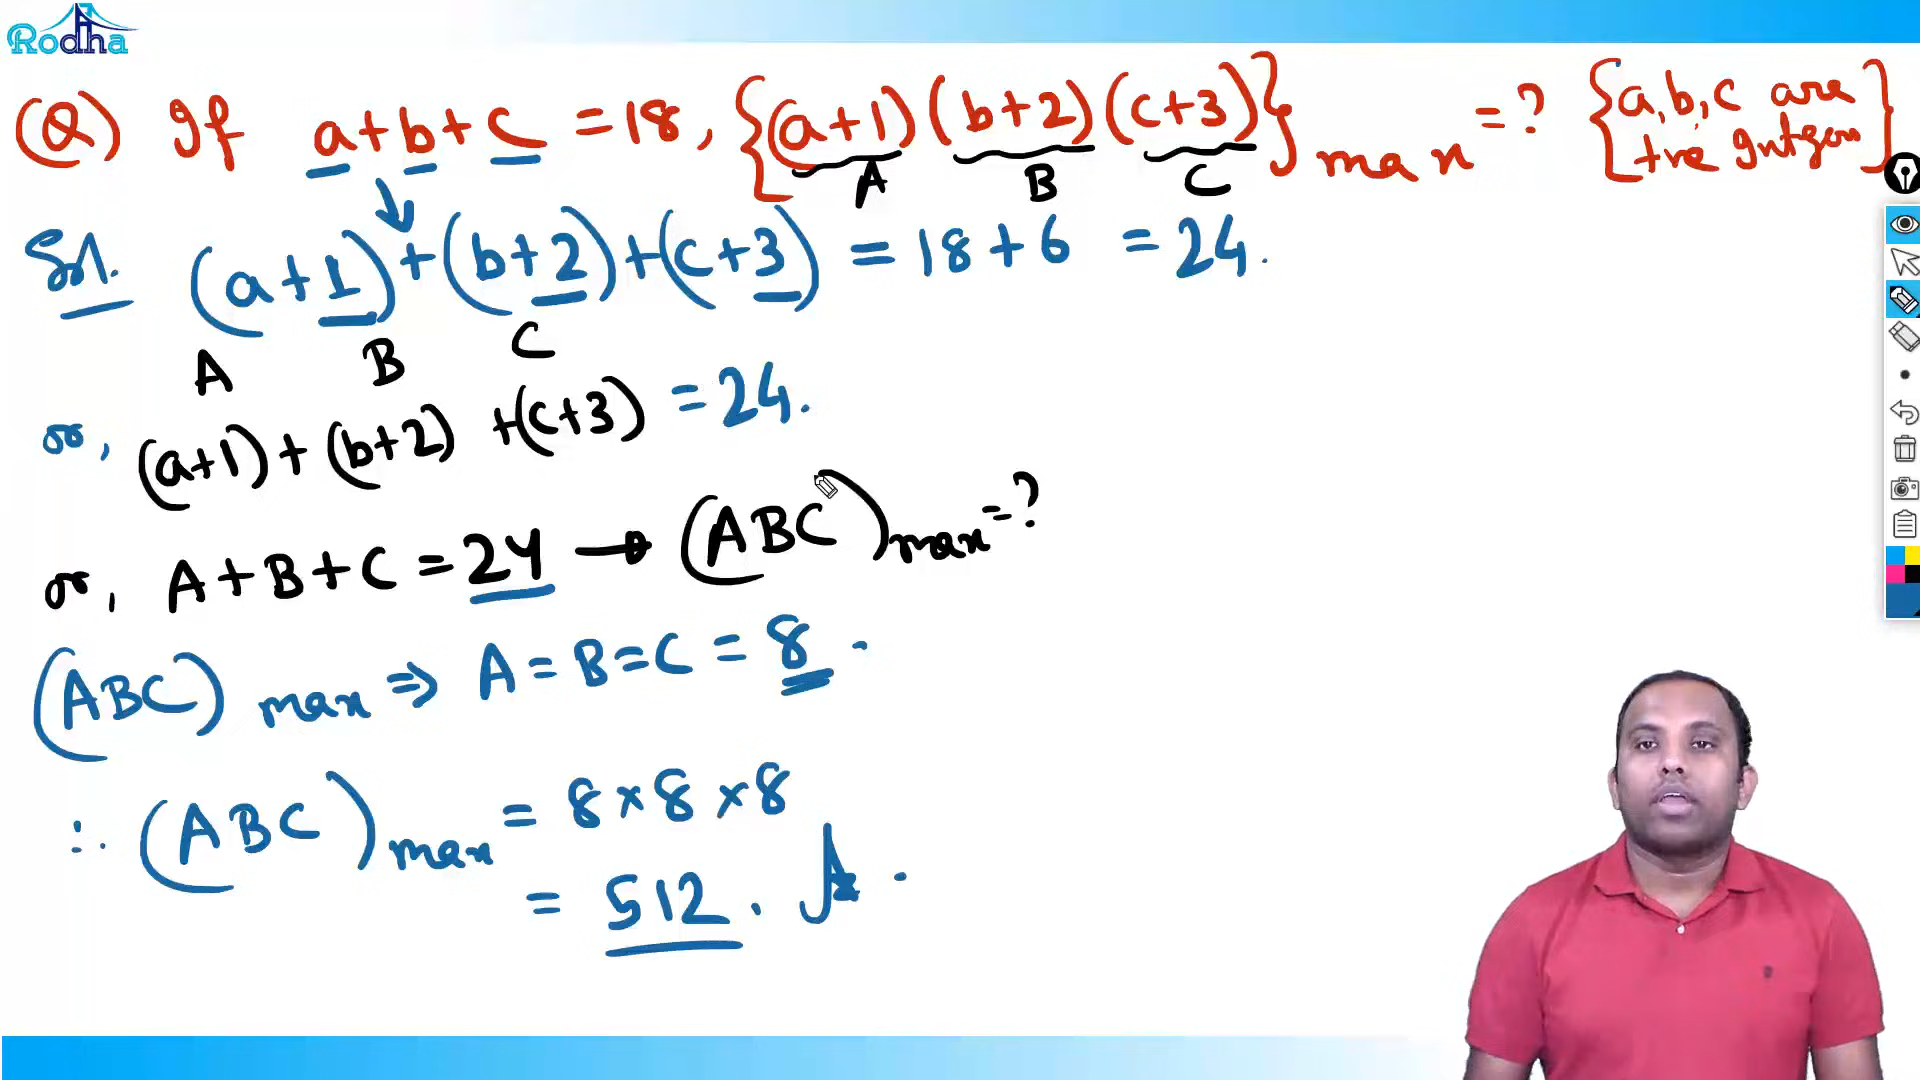 Rodha
(Q) If a+b+c =18, {(a+1)(b+2)(c+3)}max =? {a,b,c are +ve Integers}
A B C
Sol. (a+1)+(b+2)+(c+3) = 18+6 = 24.
A B C
or, (a+1)+(b+2)+(c+3) = 24.
or, A+B+C = 24 → (ABC)max =?
(ABC)max ⇒ A=B=C = 8.
∴ (ABC)max = 8×8×8
= 512.